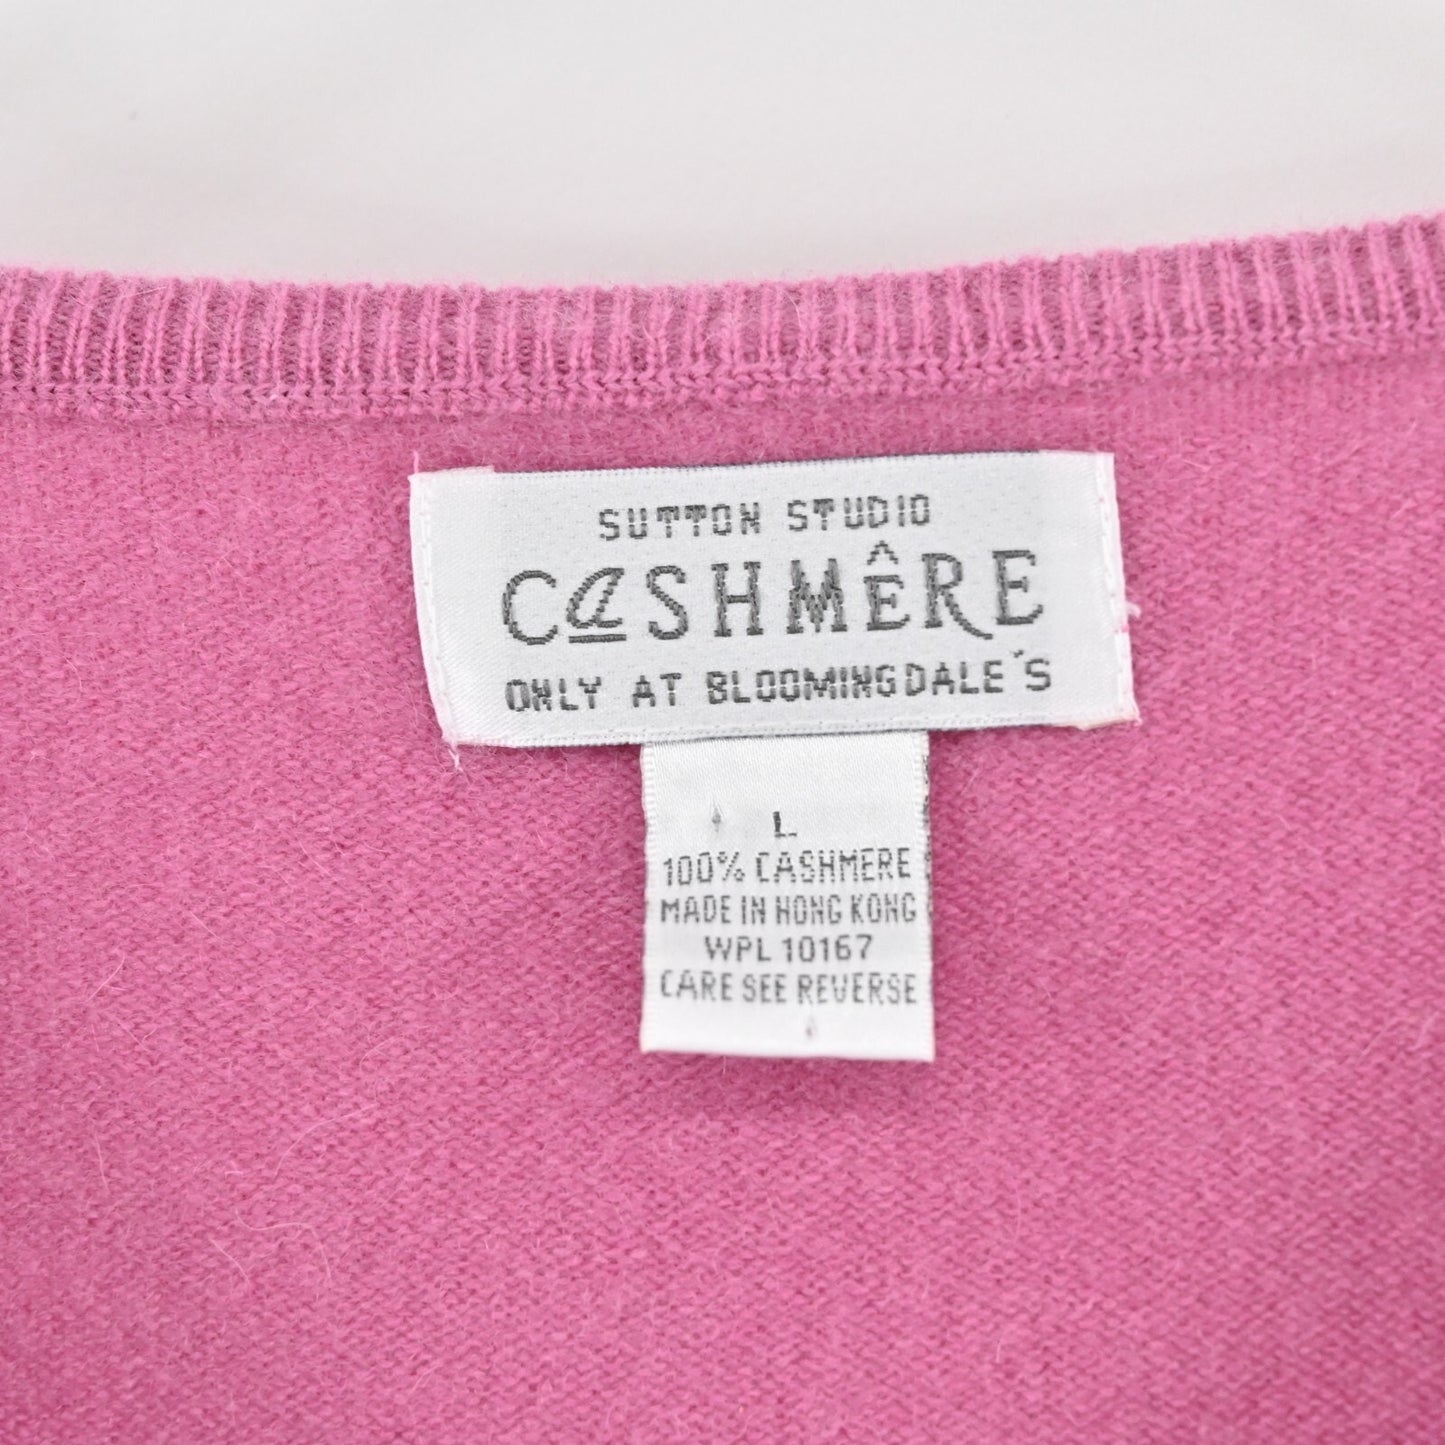 SUTTON STUDIO
CaSHMÊRE
ONLY AT BLOOMINGDALE'S
L
100% CASHMERE
MADE IN HONG KONG
WPL 10167
CARE SEE REVERSE